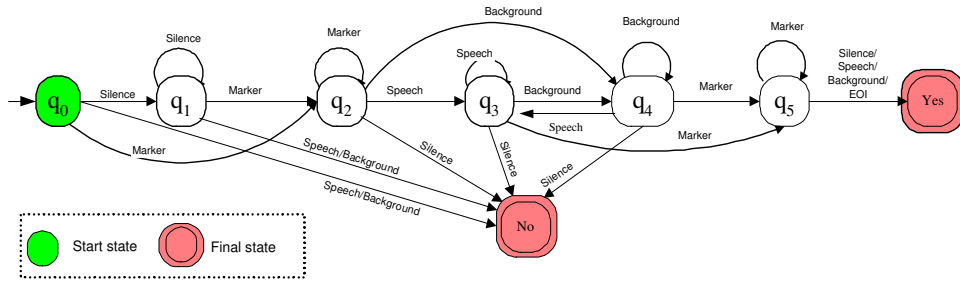 Background
Background
Silence
Marker
Marker
Speech
Silence/
Speech/
Background/
EOI
q0
Silence
q1
Marker
q2
Speech
q3
Background
q4
Marker
q5
Yes
Speech
Marker
Speech/Background
Silence
Silence
Silence
Marker
Speech/Background
No
Start state
Final state